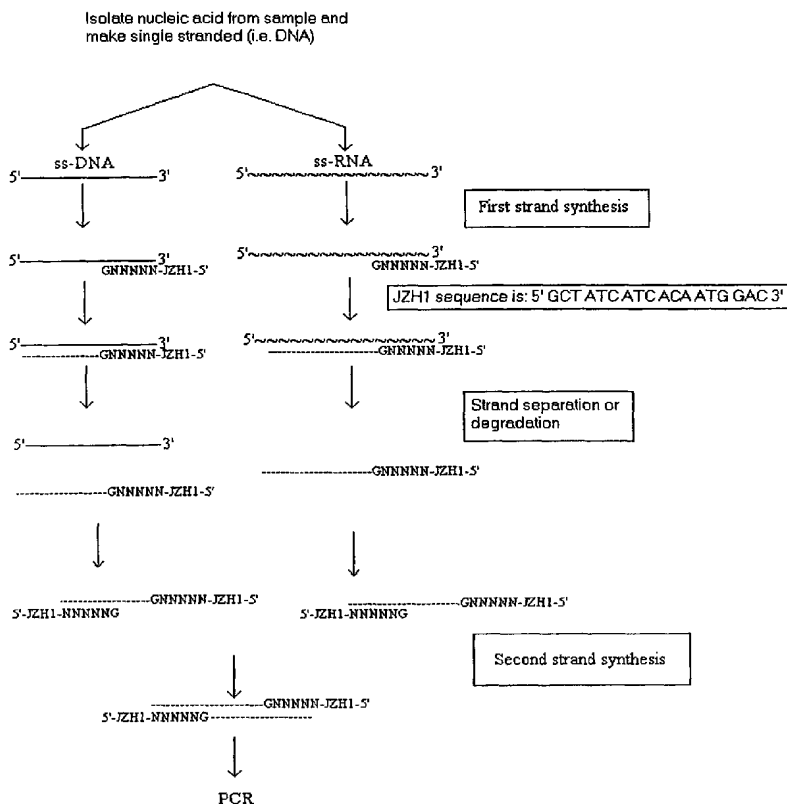 Isolate nucleic acid from sample and
make single stranded (i.e. DNA)
ss-DNA
5' 3'
ss-RNA
5' 3'
First strand synthesis
5' 3'
GNNNNN-JZH1-5'
5' 3'
GNNNNN-JZH1-5'
JZH1 sequence is: 5' GCT ATC ATC ACA ATG GAC 3'
5' 3'
GNNNNN-JZH1-5'
5' 3'
GNNNNN-JZH1-5'
Strand separation or
degradation
5' 3'
GNNNNN-JZH1-5'
GNNNNN-JZH1-5'
GNNNNN-JZH1-5'
5'-JZH1-NNNNNG
GNNNNN-JZH1-5'
5'-JZH1-NNNNNG
Second strand synthesis
GNNNNN-JZH1-5'
5'-JZH1-NNNNNG
PCR